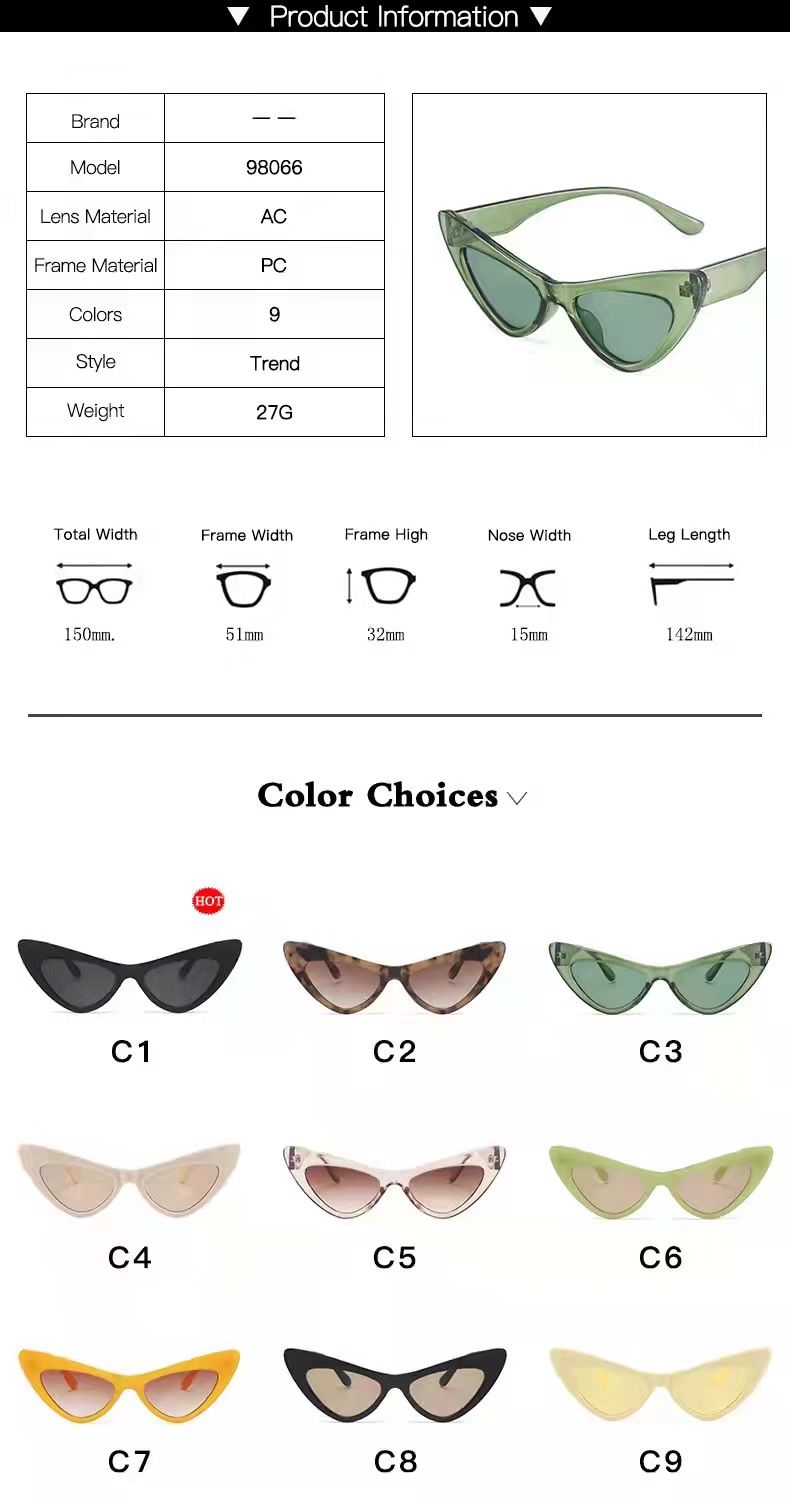 ▼ Product Information ▼
Brand — —
Model 98066
Lens Material AC
Frame Material PC
Colors 9
Style Trend
Weight 27G
Total Width Frame Width Frame High Nose Width Leg Length
150mm. 51mm 32mm 15mm 142mm
Color Choices
HOT
C1 C2 C3
C4 C5 C6
C7 C8 C9